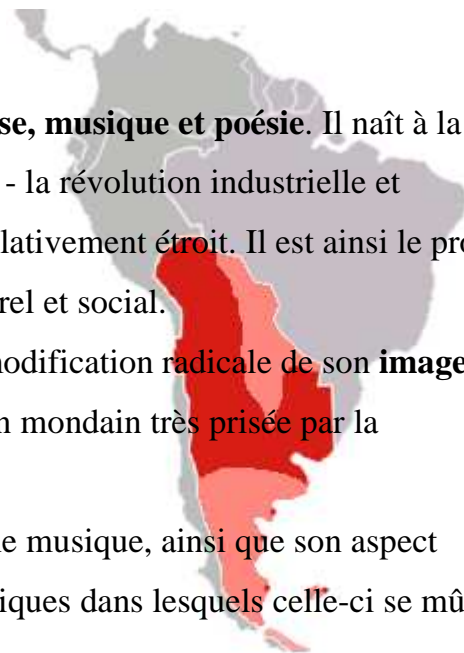 se, musique et poésie. Il naît à la
- la révolution industrielle et
lativement étroit. Il est ainsi le pro
rel et social.
nodification radicale de son image
n mondain très prisée par la
ne musique, ainsi que son aspect
iques dans lesquels celle-ci se mû